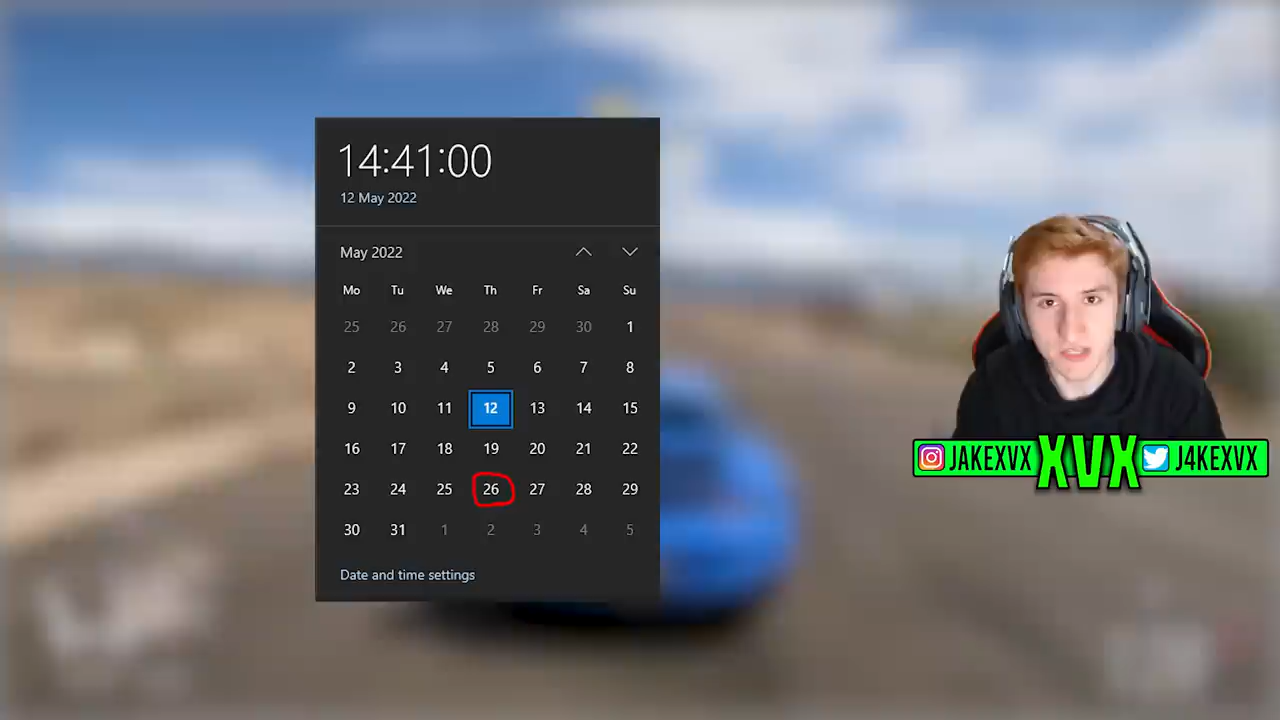 14:41:00
12 May 2022
May 2022
Mo Tu We Th Fr Sa Su
25 26 27 28 29 30 1
2 3 4 5 6 7 8
9 10 11 12 13 14 15
16 17 18 19 20 21 22
23 24 25 26 27 28 29
30 31 1 2 3 4 5
Date and time settings
JAKEXVX XVX J4KEXVX